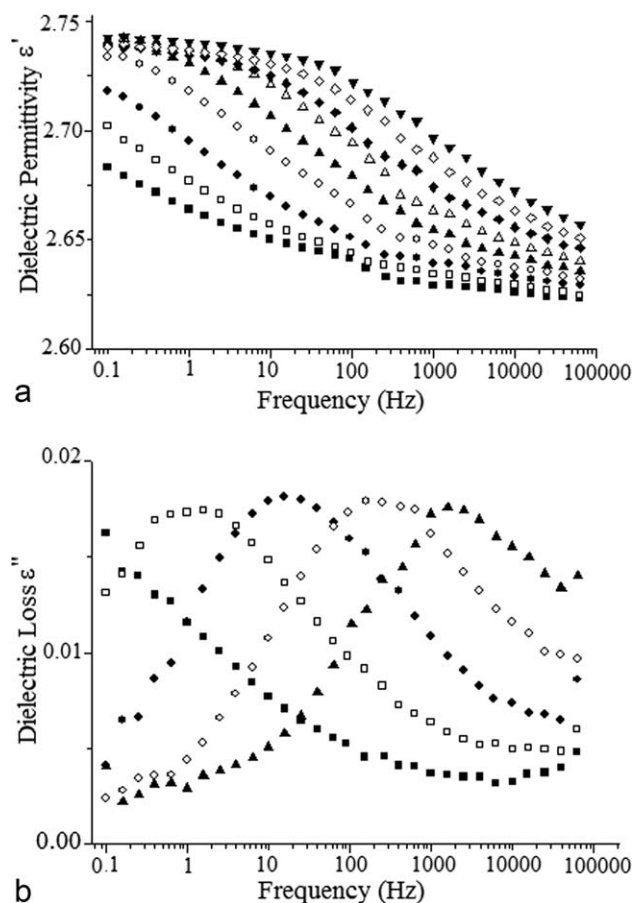 2.75
2.70
2.65
2.60
Dielectric Permittivity ε'
0.1 1 10 100 1000 10000 100000
Frequency (Hz)
a
0.02
0.01
0.00
Dielectric Loss ε"
0.1 1 10 100 1000 10000 100000
Frequency (Hz)
b